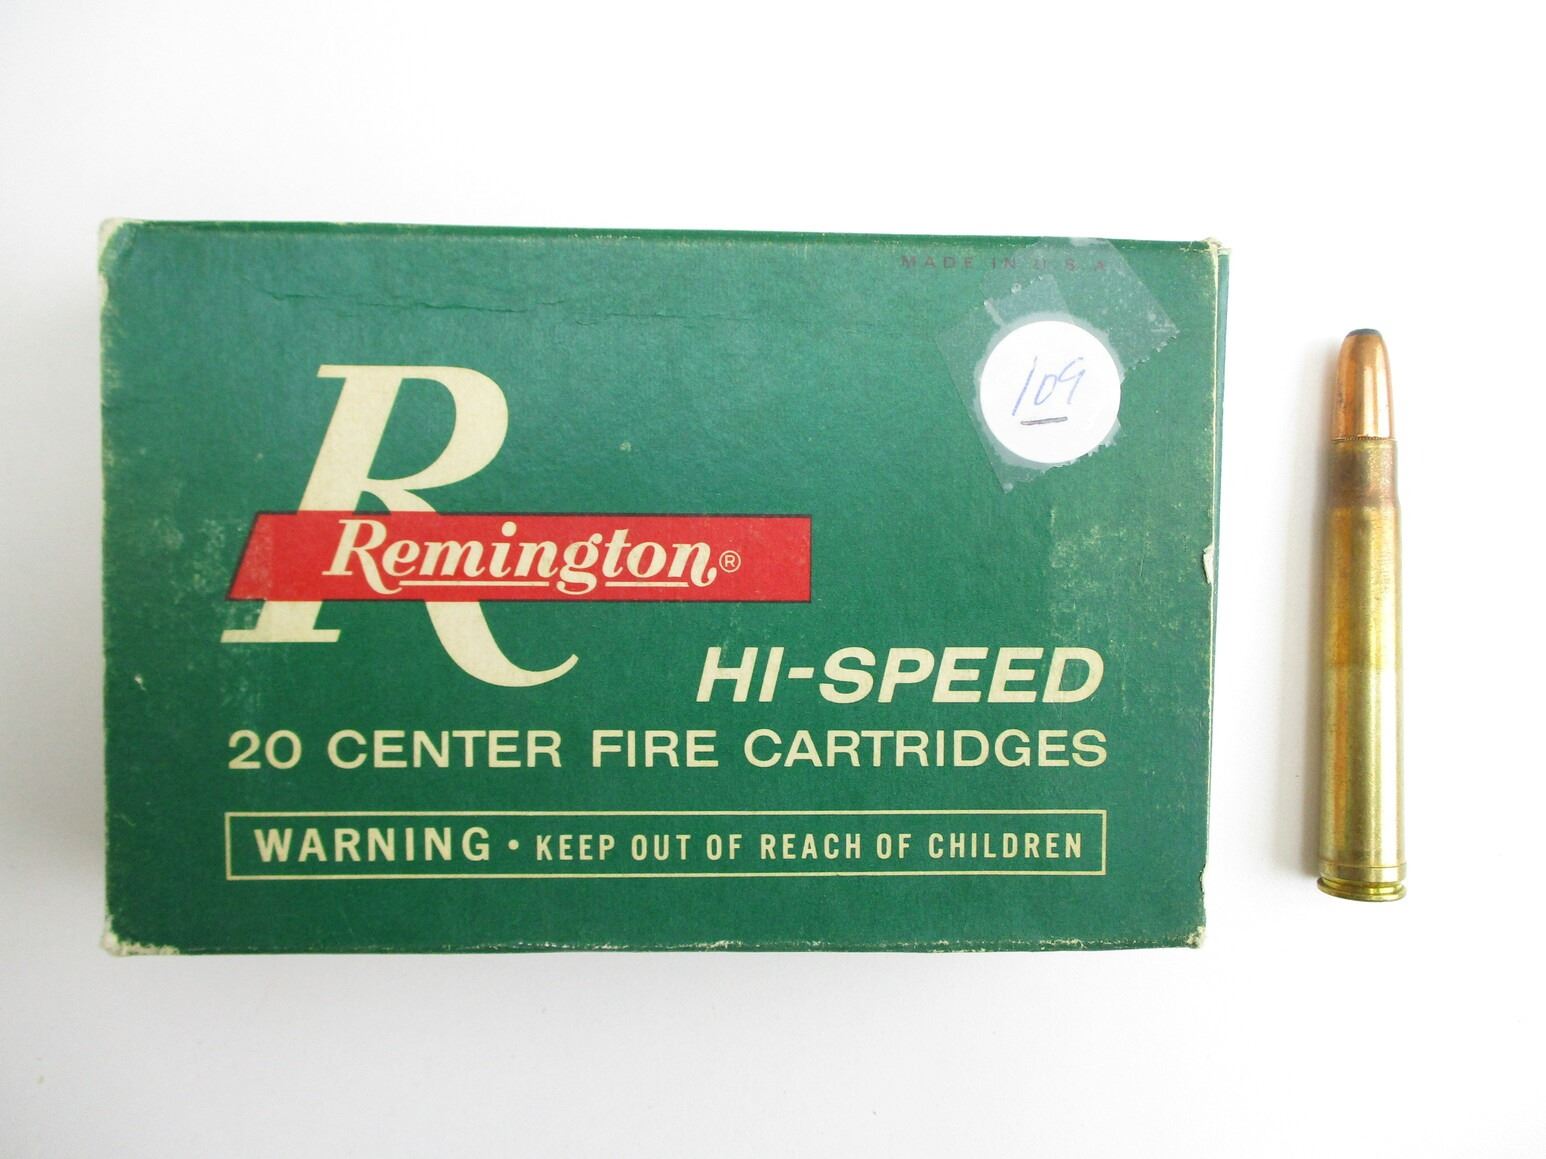 MADE IN U.S.A.
109
R
Remington®
HI-SPEED
20 CENTER FIRE CARTRIDGES
WARNING • KEEP OUT OF REACH OF CHILDREN